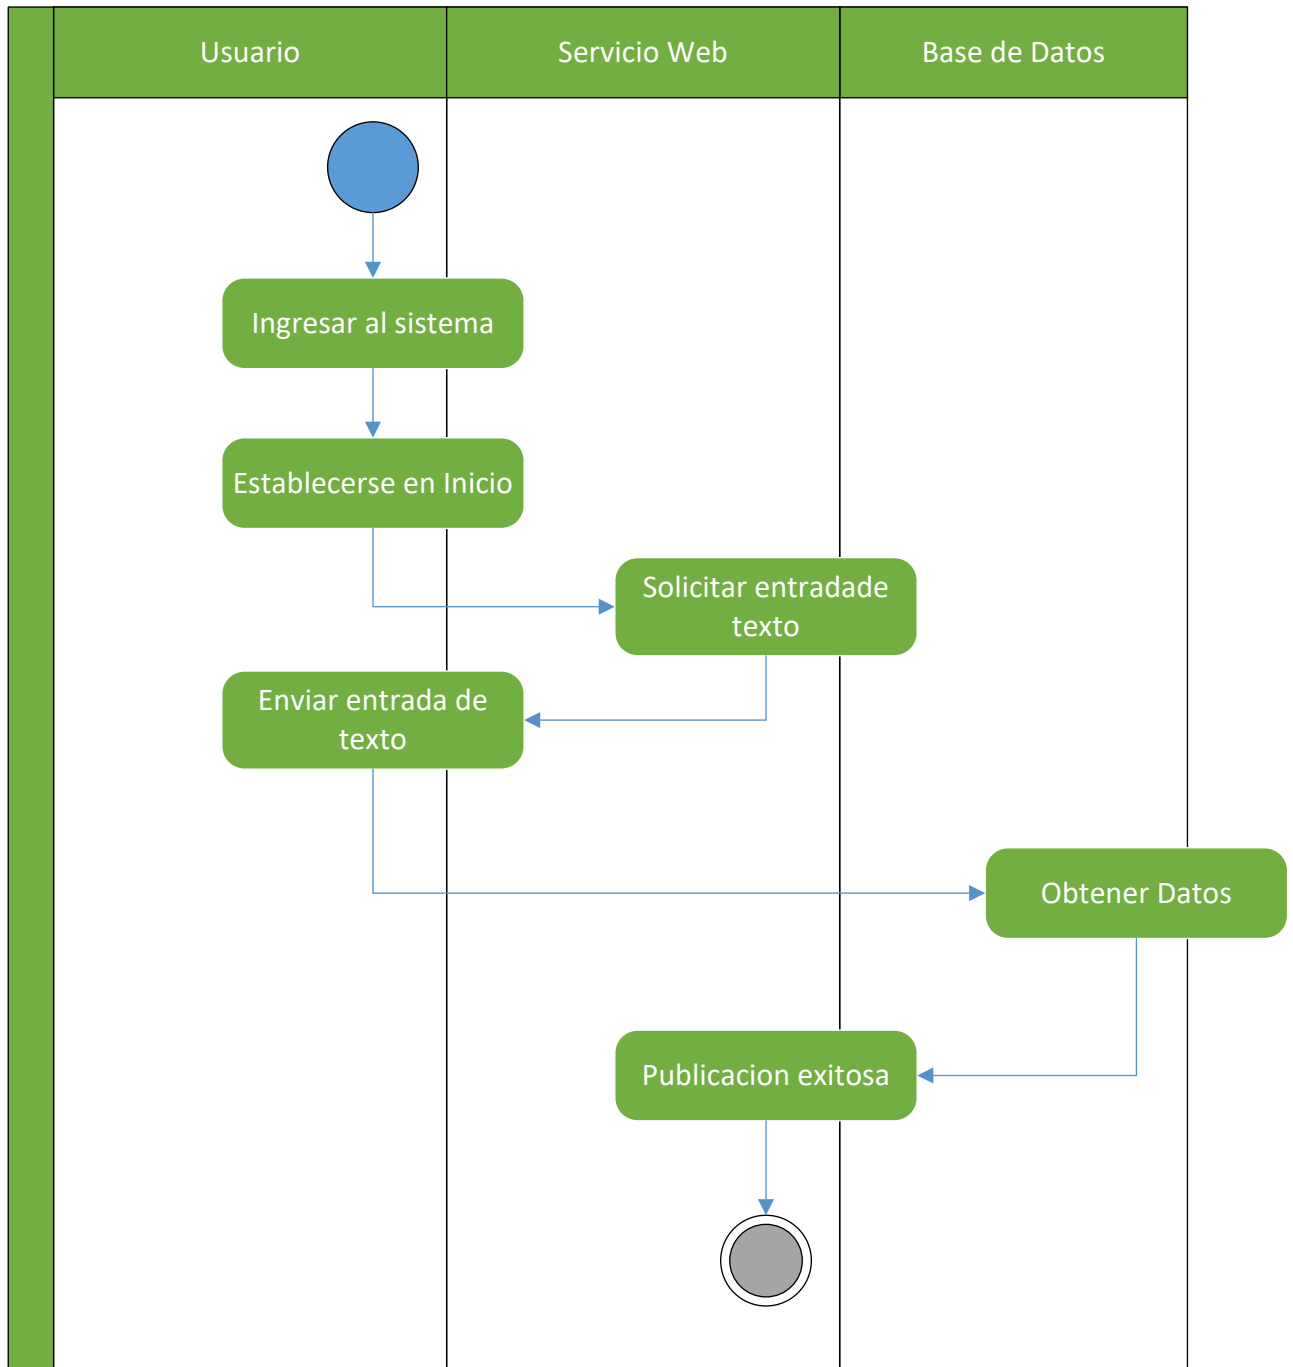 Usuario
Servicio Web
Base de Datos
Ingresar al sistema
Establecerse en Inicio
Solicitar entradade
texto
Enviar entrada de
texto
Obtener Datos
Publicacion exitosa